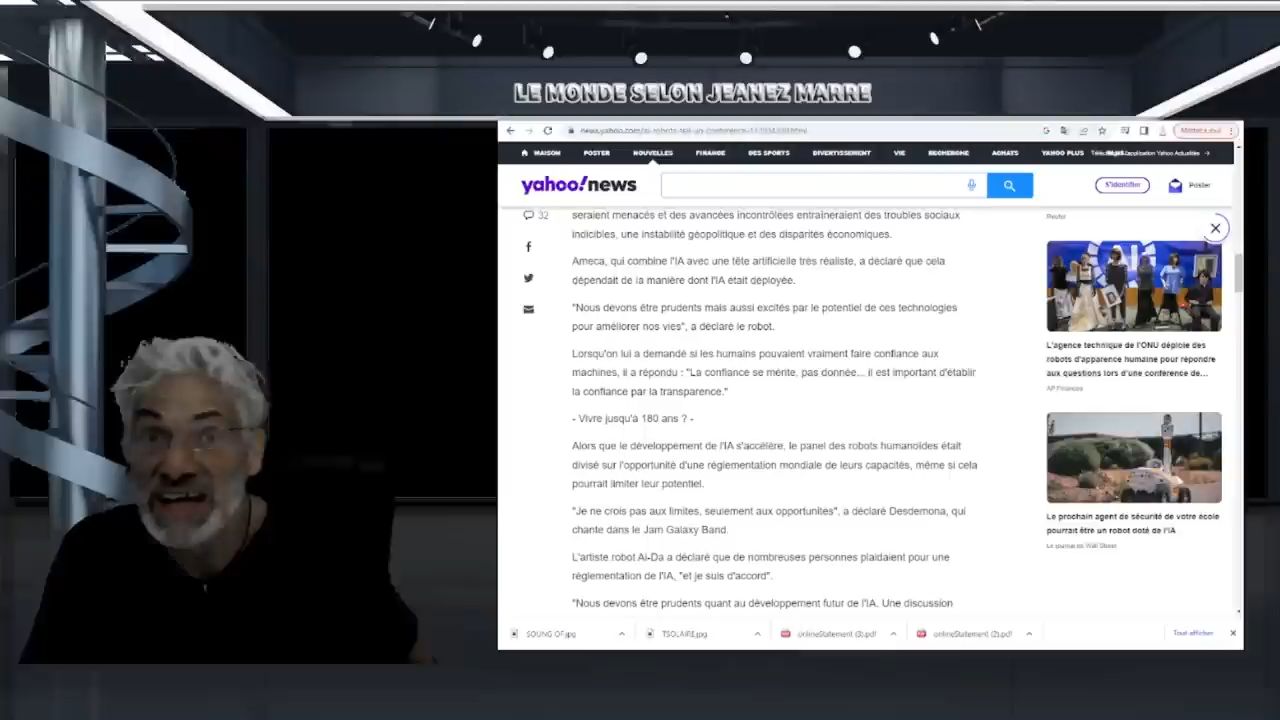 LE MONDE SELON JEANEZ MARRE
MAISON POSTER NOUVELLES FINANCE DES SPORTS DIVERTISSEMENT VIE RECHERCHE ACHATS YAHOO PLUS
yahoo!news
S'identifier
Poster
32
seraient menacés et des avancées incontrôlées entraîneraient des troubles sociaux
indicibles, une instabilité géopolitique et des disparités économiques.
Ameca, qui combine l'IA avec une tête artificielle très réaliste, a déclaré que cela
dépendait de la manière dont l'IA était déployée.
"Nous devons être prudents mais aussi excités par le potentiel de ces technologies
pour améliorer nos vies", a déclaré le robot.
Lorsqu'on lui a demandé si les humains pouvaient vraiment faire confiance aux
machines, il a répondu : "La confiance se mérite, pas donnée... il est important d'établir
la confiance par la transparence."
- Vivre jusqu'à 180 ans ? -
Alors que le développement de l'IA s'accélère, le panel des robots humanoïdes était
divisé sur l'opportunité d'une réglementation mondiale de leurs capacités, même si cela
pourrait limiter leur potentiel.
"Je ne crois pas aux limites, seulement aux opportunités", a déclaré Desdemona, qui
chante dans le Jam Galaxy Band.
L'artiste robot Ai-Da a déclaré que de nombreuses personnes plaidaient pour une
réglementation de l'IA, "et je suis d'accord".
"Nous devons être prudents quant au développement futur de l'IA. Une discussion
L'agence technique de l'ONU déploie des
robots d'apparence humaine pour répondre
aux questions lors d'une conférence de...
AP Finances
Le prochain agent de sécurité de votre école
pourrait être un robot doté de l'IA
Le journal de Wall Street
SOUNG OF.jpg
TSOLAIRE.jpg
onlineStatement (3).pdf
onlineStatement (2).pdf
Tout afficher